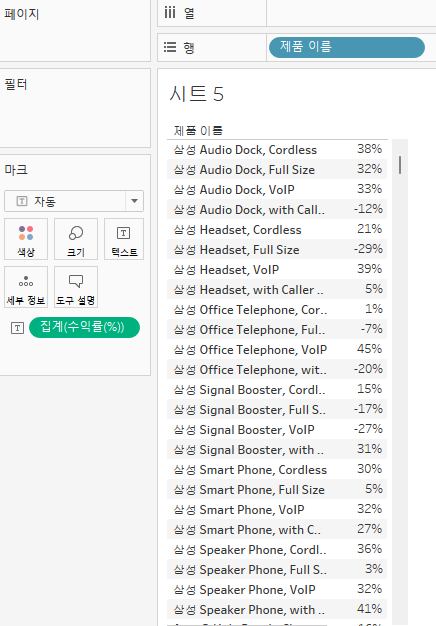 페이지
열
행
제품 이름
필터
시트 5
제품 이름
삼성 Audio Dock, Cordless 38%
삼성 Audio Dock, Full Size 32%
삼성 Audio Dock, VoIP 33%
삼성 Audio Dock, with Call.. -12%
삼성 Headset, Cordless 21%
삼성 Headset, Full Size -29%
삼성 Headset, VoIP 39%
삼성 Headset, with Caller .. 5%
삼성 Office Telephone, Cor.. 1%
삼성 Office Telephone, Ful.. -7%
삼성 Office Telephone, VoIP 45%
삼성 Office Telephone, wit.. -20%
삼성 Signal Booster, Cordl.. 15%
삼성 Signal Booster, Full S.. -17%
삼성 Signal Booster, VoIP -27%
삼성 Signal Booster, with .. 31%
삼성 Smart Phone, Cordless 30%
삼성 Smart Phone, Full Size 5%
삼성 Smart Phone, VoIP 32%
삼성 Smart Phone, with C.. 27%
삼성 Speaker Phone, Cordl.. 36%
삼성 Speaker Phone, Full S.. 3%
삼성 Speaker Phone, VoIP 32%
삼성 Speaker Phone, with .. 41%
마크
자동
색상
크기
텍스트
세부 정보
도구 설명
집계(수익률(%))